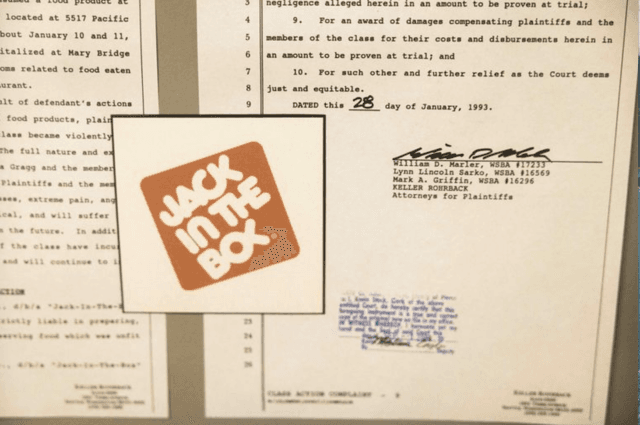 sumed a food product at
located at 5517 Pacific
bout January 10 and 11,
italized at Mary Bridge
ome related to food eaten
urant.
ult of defendant's actions
food products, plain
lass became violently
The full nature and ex
a Gragg and the member
Plaintiffs and the mem
ses, extreme pain, ang
ical, and will suffer
n the future. In addit
f the class have incu
and will continue to i
ACTION
., d/b/a "Jack-In-The-B
rictly liable in preparing,
serving food which was unfit
., d/b/a "Jack-In-The-Box"
KELLER ROHRBACK
JACK
IN THE
BOX
3 negligence alleged herein in an amount to be proven at trial;
4 9. For an award of damages compensating plaintiffs and the
5 members of the class for their costs and disbursements herein in
6 an amount to be proven at trial; and
7 10. For such other and further relief as the Court deems
8 just and equitable.
9 DATED this 28 day of January, 1993.
William D. Marler, WSBA #17233
Lynn Lincoln Sarko, WSBA #16569
Mark A. Griffin, WSBA #16296
KELLER ROHRBACK
Attorneys for Plaintiffs
23
24
25
26
CLASS ACTION COMPLAINT - 8
KELLER ROHRBACK